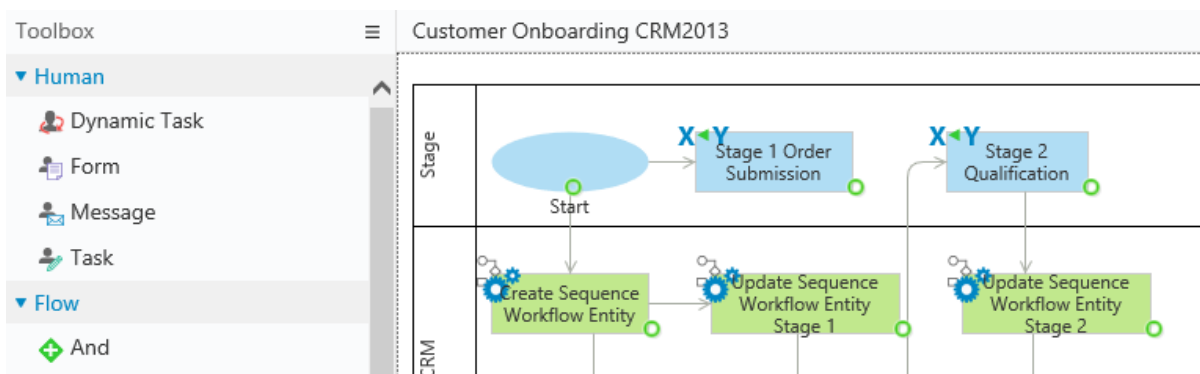 Toolbox
Customer Onboarding CRM2013
Human
Dynamic Task
Form
Message
Task
Flow
And
Stage
Start
X Y
Stage 1 Order
Submission
X Y
Stage 2
Qualification
CRM
Create Sequence
Workflow Entity
Update Sequence
Workflow Entity
Stage 1
Update Sequence
Workflow Entity
Stage 2